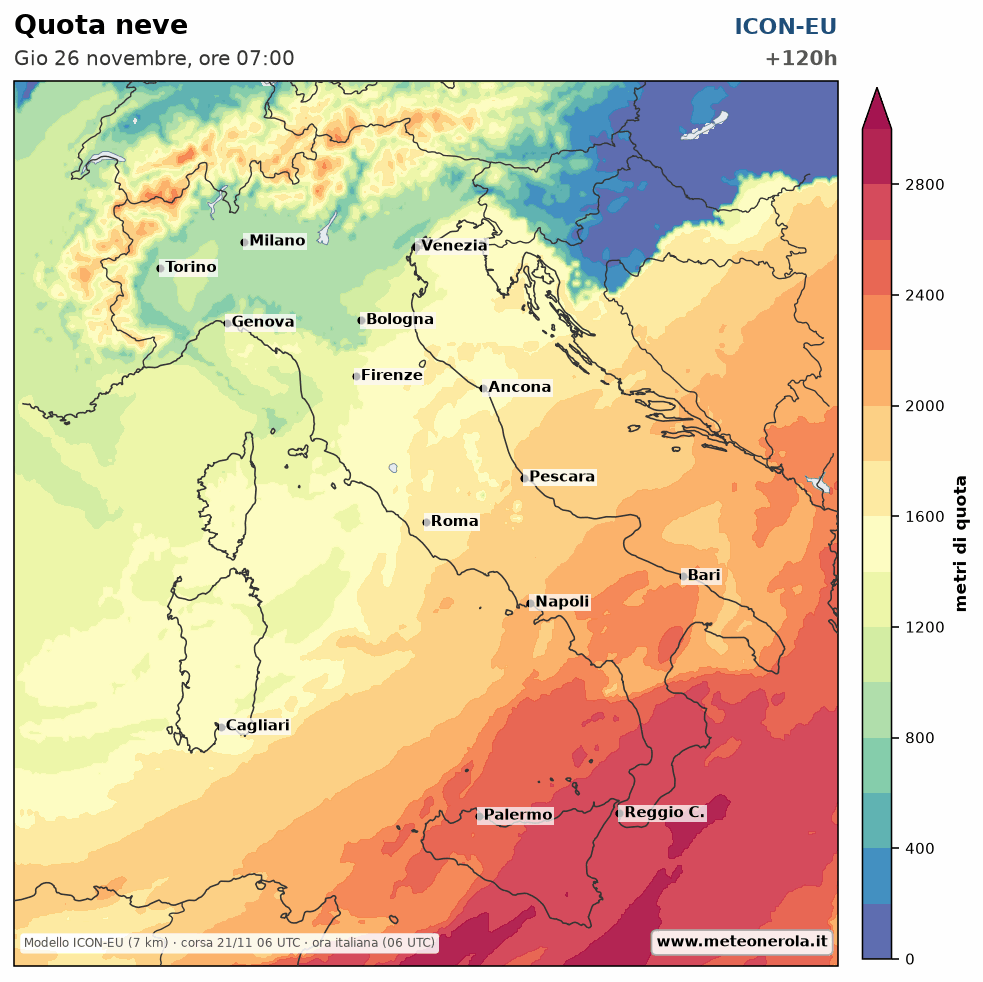 Quota neve
ICON-EU
Gio 26 novembre, ore 07:00
+120h
Milano
Venezia
Torino
Genova
Bologna
Firenze
Ancona
Pescara
Roma
Bari
Napoli
Cagliari
Palermo
Reggio C.
2800
2400
2000
1600
1200
800
400
0
metri di quota
Modello ICON-EU (7 km) · corsa 21/11 06 UTC · ora italiana (06 UTC)
www.meteonerola.it